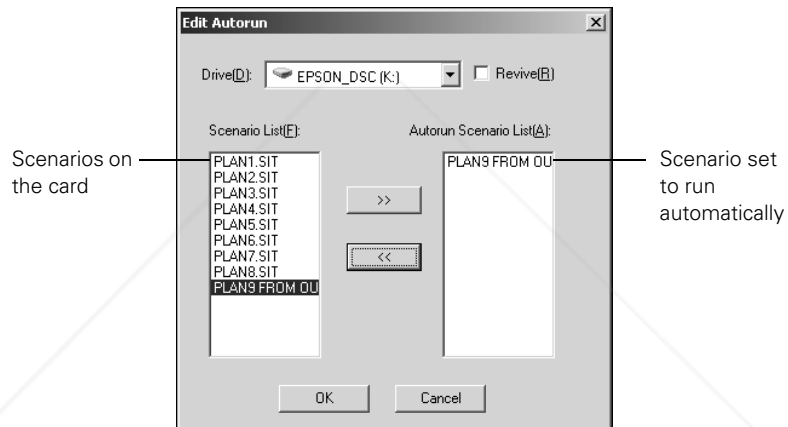 Edit Autorun
Drive(D):
EPSON_DSC (K:)
Revive(R)
Scenario List(F):
Autorun Scenario List(A):
Scenarios on
the card
PLAN1.SIT
PLAN2.SIT
PLAN3.SIT
PLAN4.SIT
PLAN5.SIT
PLAN6.SIT
PLAN7.SIT
PLAN8.SIT
PLAN9 FROM OU
>>
<<
PLAN9 FROM OU
Scenario set
to run
automatically
OK
Cancel